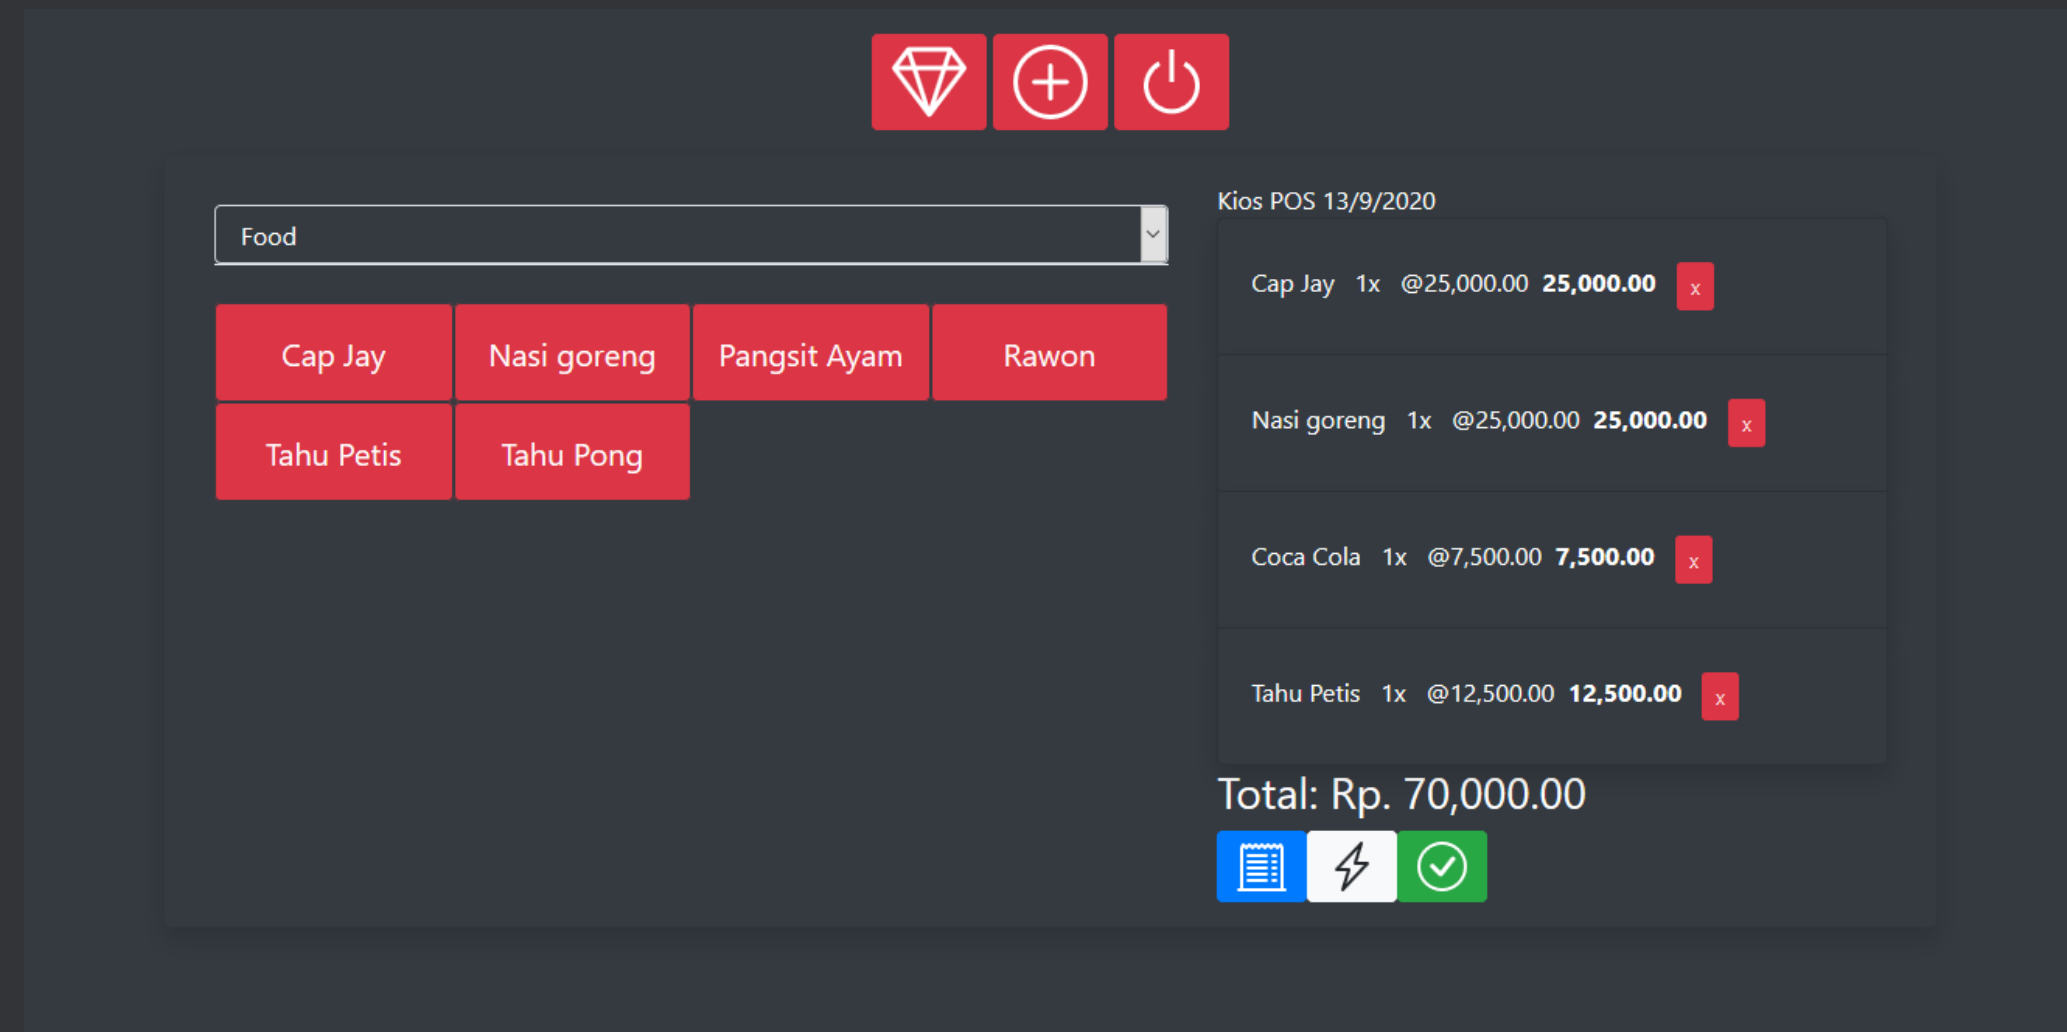 Food
Cap Jay
Nasi goreng
Pangsit Ayam
Rawon
Tahu Petis
Tahu Pong
Kios POS 13/9/2020
Cap Jay 1x @25,000.00 25,000.00 x
Nasi goreng 1x @25,000.00 25,000.00 x
Coca Cola 1x @7,500.00 7,500.00 x
Tahu Petis 1x @12,500.00 12,500.00 x
Total: Rp. 70,000.00